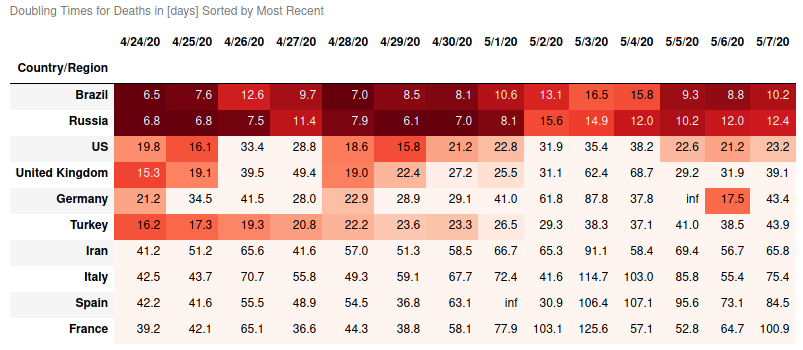 Doubling Times for Deaths in [days] Sorted by Most Recent
4/24/20 4/25/20 4/26/20 4/27/20 4/28/20 4/29/20 4/30/20 5/1/20 5/2/20 5/3/20 5/4/20 5/5/20 5/6/20 5/7/20
Country/Region
Brazil 6.5 7.6 12.6 9.7 7.0 8.5 8.1 10.6 13.1 16.5 15.8 9.3 8.8 10.2
Russia 6.8 6.8 7.5 11.4 7.9 6.1 7.0 8.1 15.6 14.9 12.0 10.2 12.0 12.4
US 19.8 16.1 33.4 28.8 18.6 15.8 21.2 22.8 31.9 35.4 38.2 22.6 21.2 23.2
United Kingdom 15.3 19.1 39.5 49.4 19.0 22.4 27.2 25.5 31.1 62.4 68.7 29.2 31.9 39.1
Germany 21.2 34.5 41.5 28.0 22.9 28.9 29.1 41.0 61.8 87.8 37.8 inf 17.5 43.4
Turkey 16.2 17.3 19.3 20.8 22.2 23.6 23.3 26.5 29.3 38.3 37.1 41.0 38.5 43.9
Iran 41.2 51.2 65.6 41.6 57.0 51.3 58.5 66.7 65.3 91.1 58.4 69.4 56.7 65.8
Italy 42.5 43.7 70.7 55.8 49.3 59.1 67.7 72.4 41.6 114.7 103.0 85.8 55.4 75.4
Spain 42.2 41.6 55.5 48.9 54.5 36.8 63.1 inf 30.9 106.4 107.1 95.6 73.1 84.5
France 39.2 42.1 65.1 36.6 44.3 38.8 58.1 77.9 103.1 125.6 57.1 52.8 64.7 100.9